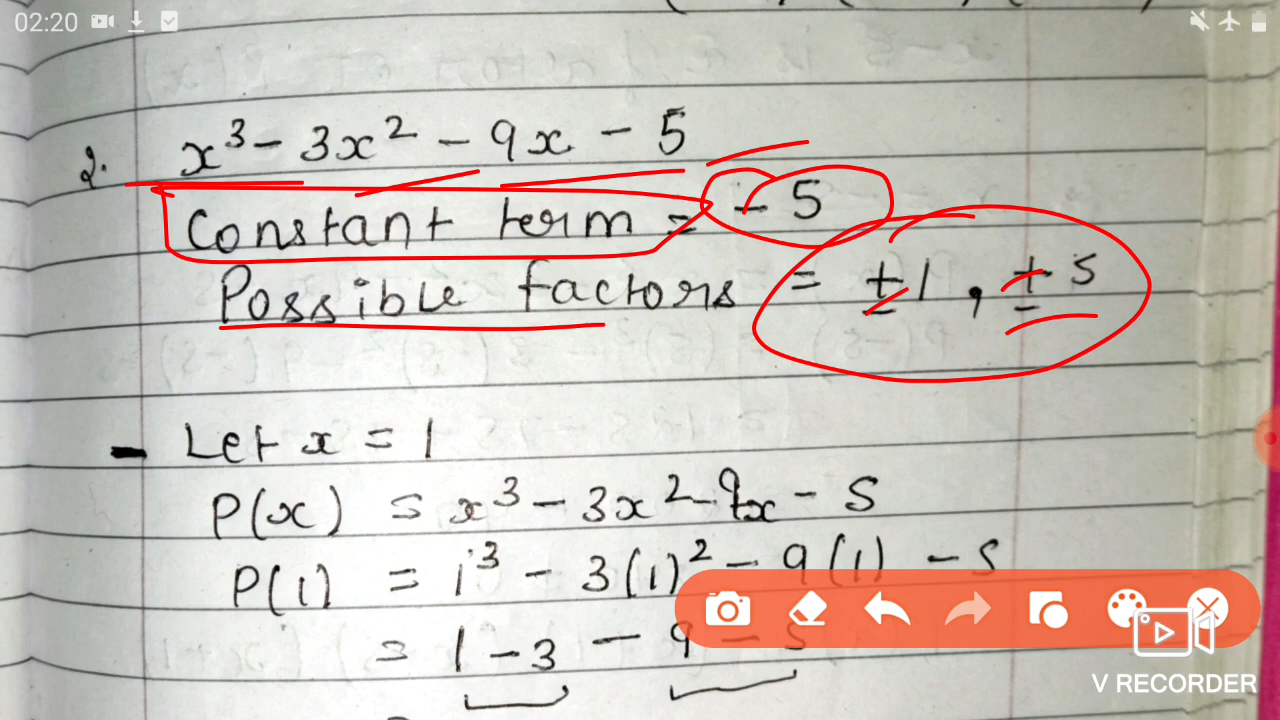 02:20
2. x³ - 3x² - 9x - 5
Constant term = - 5
Possible factors = ±1, ±5
- Let x = 1
P(x) = x³ - 3x² - 9x - 5
P(1) = 1³ - 3(1)² - 9(1) - 5
= 1 - 3 - 9 - 5
V RECORDER